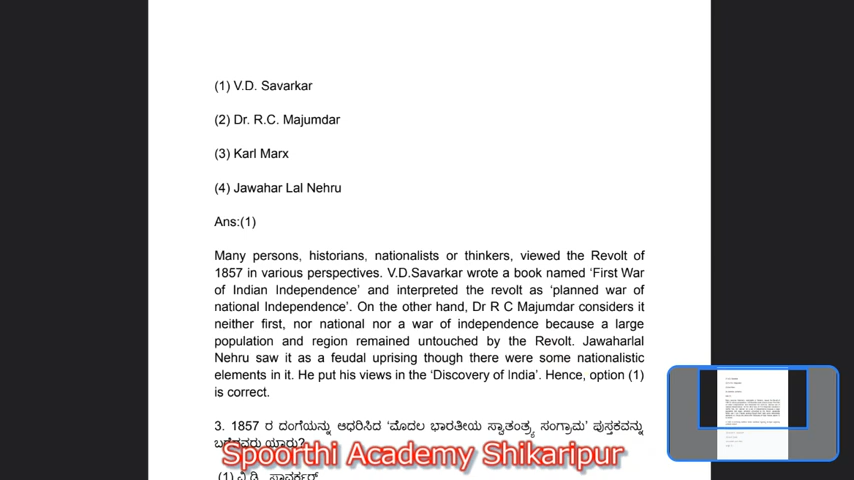 (1) V.D. Savarkar
(2) Dr. R.C. Majumdar
(3) Karl Marx
(4) Jawahar Lal Nehru
Ans:(1)
Many persons, historians, nationalists or thinkers, viewed the Revolt of
1857 in various perspectives. V.D.Savarkar wrote a book named ‘First War
of Indian Independence’ and interpreted the revolt as ‘planned war of
national Independence’. On the other hand, Dr R C Majumdar considers it
neither first, nor national nor a war of independence because a large
population and region remained untouched by the Revolt. Jawaharlal
Nehru saw it as a feudal uprising though there were some nationalistic
elements in it. He put his views in the ‘Discovery of India’. Hence, option (1)
is correct.
3. 1857 ರ ದಂಗೆಯನ್ನು ಆಧರಿಸಿದ ‘ಮೊದಲ ಭಾರತೀಯ ಸ್ವಾತಂತ್ರ್ಯ ಸಂಗ್ರಾಮ’ ಪುಸ್ತಕವನ್ನು
ಬರೆದವರು ಯಾರು?
Spoorthi Academy Shikaripur
(1) ವಿ.ಡಿ. ಸಾವರ್ಕರ್